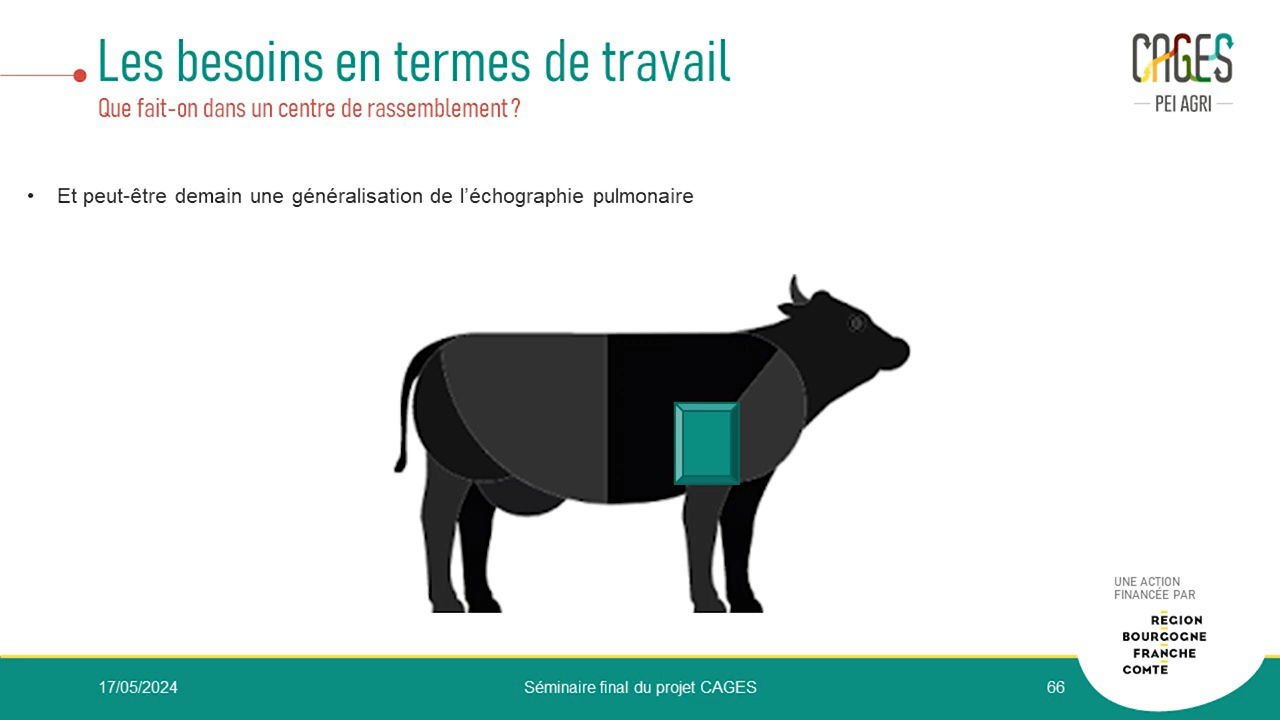 Les besoins en termes de travail
Que fait-on dans un centre de rassemblement ?
CAGES
PEI AGRI
• Et peut-être demain une généralisation de l’échographie pulmonaire
UNE ACTION
FINANCÉE PAR
REGION
BOURGOGNE
FRANCHE
COMTE
17/05/2024
Séminaire final du projet CAGES
66